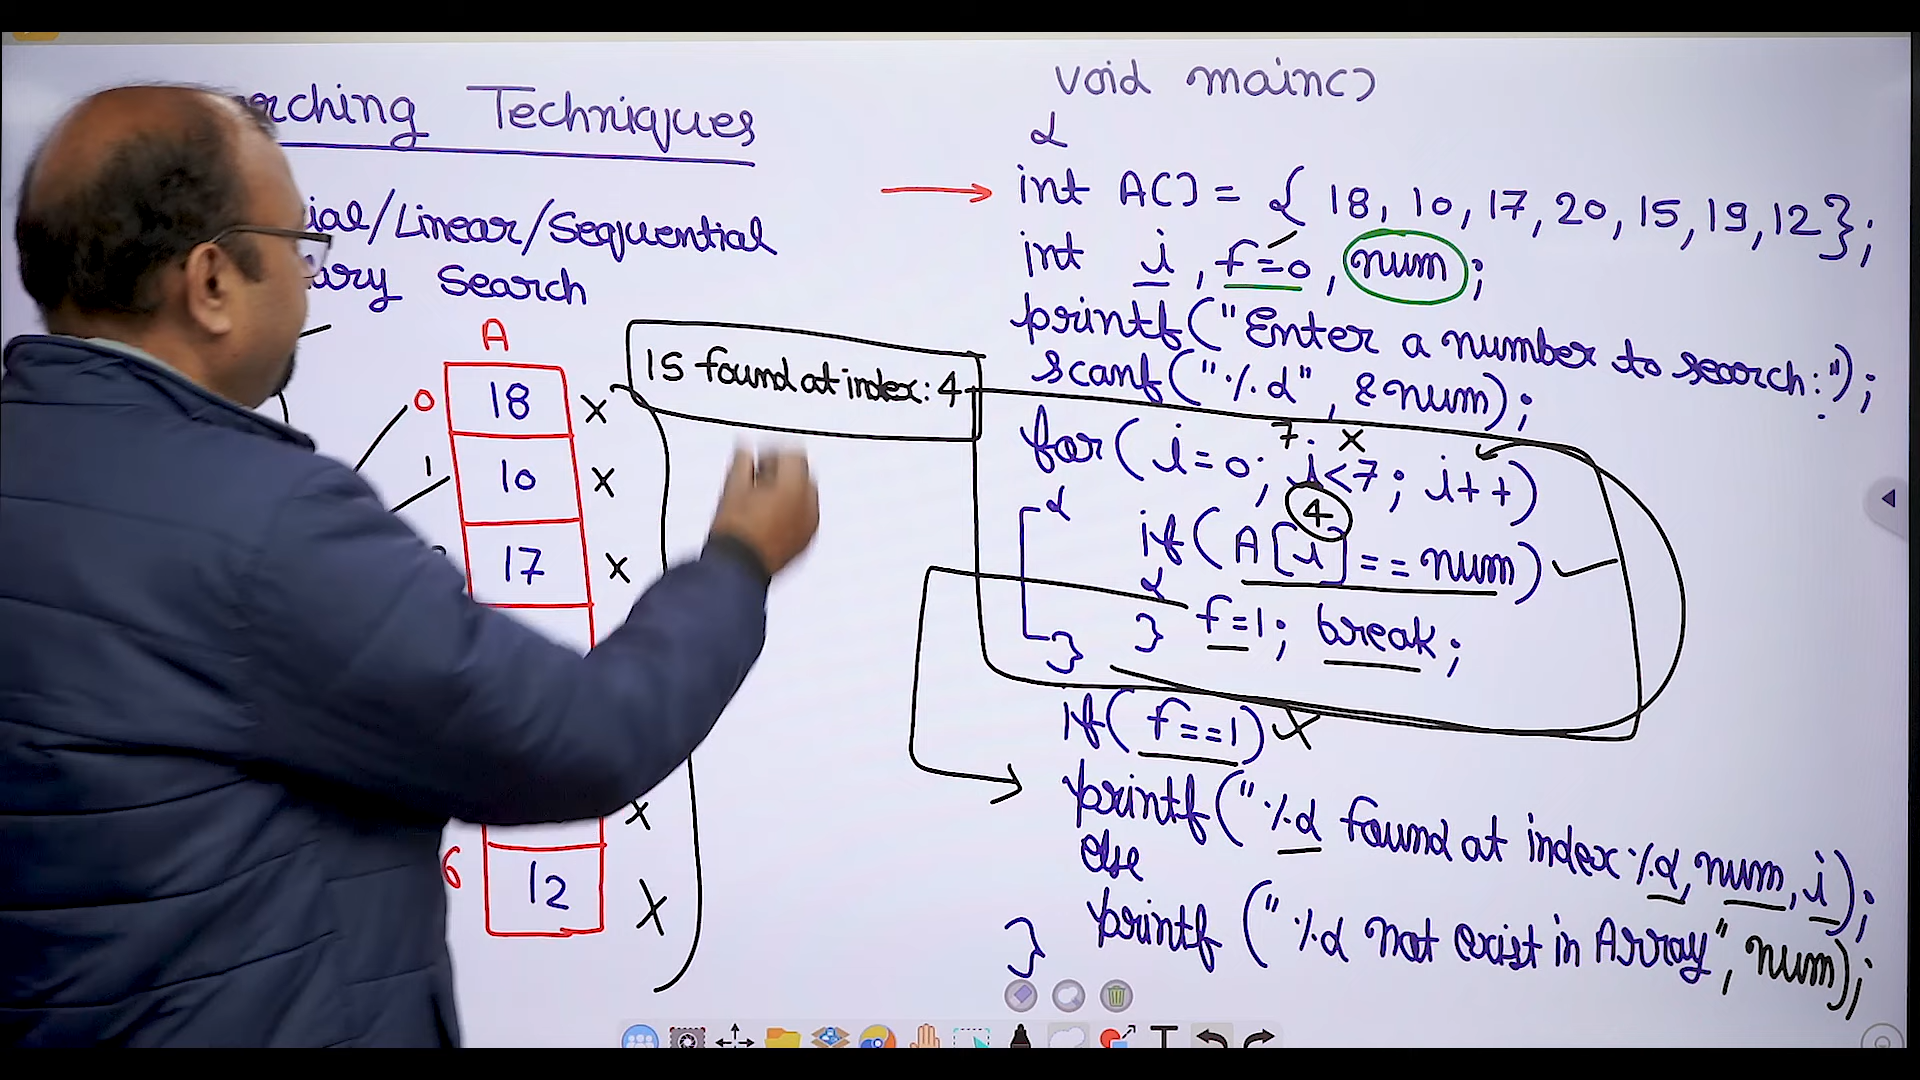 Techniques
/Linear/Sequential
Search
A
0 18 x
1 10 x
17 x
x
6 12 x
15 found at index: 4
void main()
{
int A[] = { 18, 10, 17, 20, 15, 19, 12 };
int i, f=0, num;
printf("Enter a number to search:");
scanf("%d", &num);
7 x
for(i=0; i<7; i++)
{
4
if(A[i]==num)
{
f=1; break;
}
}
if(f==1) x
printf("%d found at index %d, num, i);
else
printf("%d not exist in Array", num);
}
T